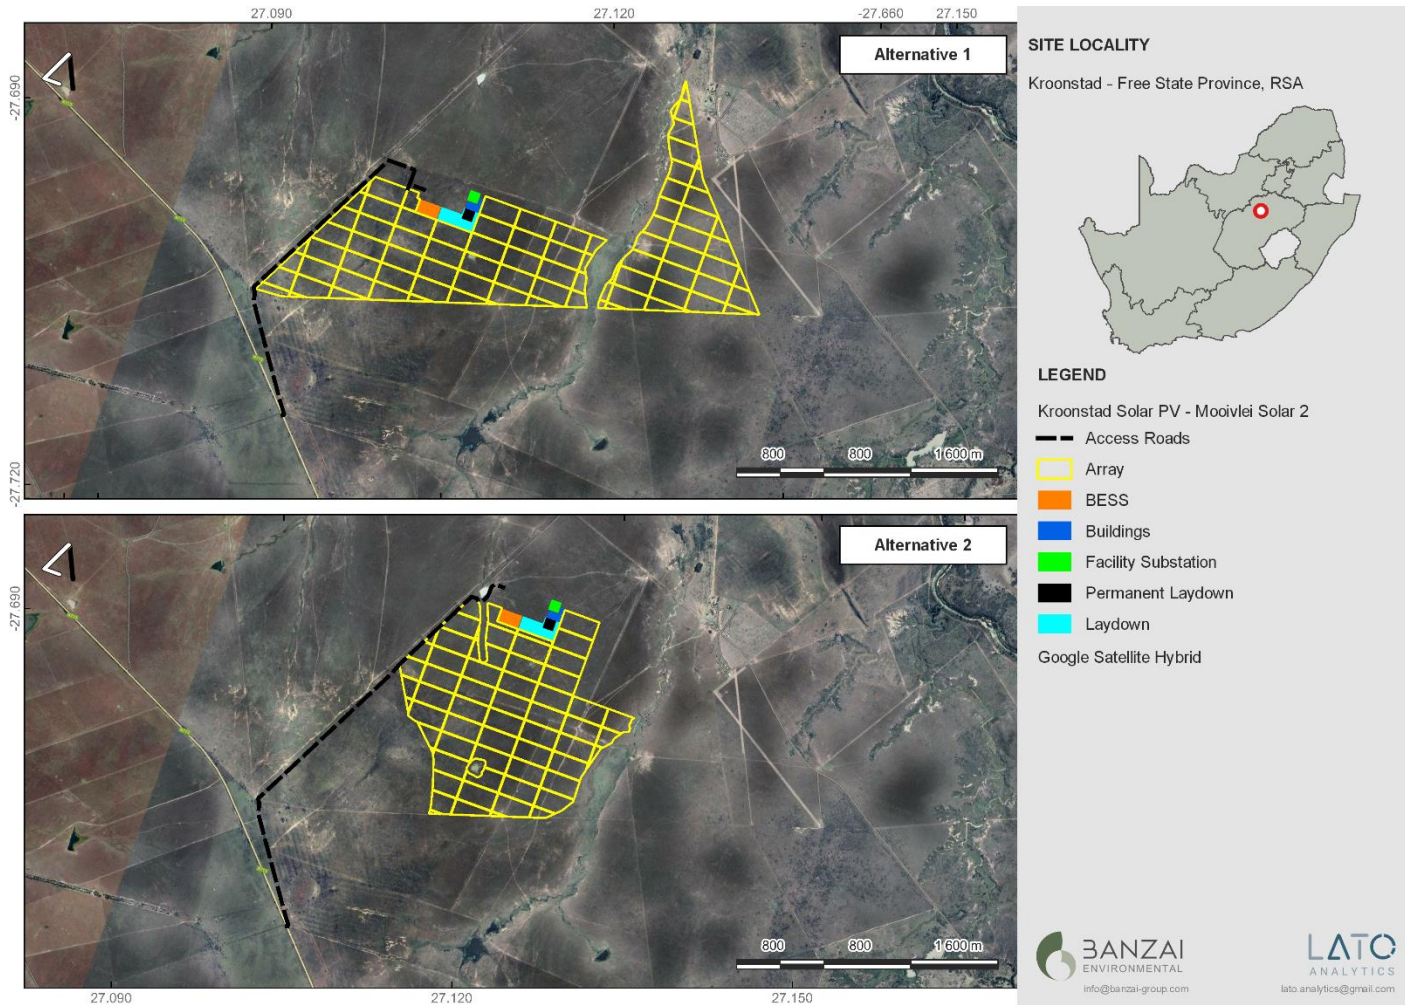 27.090
27.120
-27.660
27.150
Alternative 1
-27.690
-27.720
800
800
1 600 m
Alternative 2
-27.690
800
800
1 600 m
27.090
27.120
27.150
SITE LOCALITY
Kroonstad - Free State Province, RSA
LEGEND
Kroonstad Solar PV - Mooivlei Solar 2
Access Roads
Array
BESS
Buildings
Facility Substation
Permanent Laydown
Laydown
Google Satellite Hybrid
BANZAI
ENVIRONMENTAL
info@banzai-group.com
LATO
ANALYTICS
lato.analytics@gmail.com